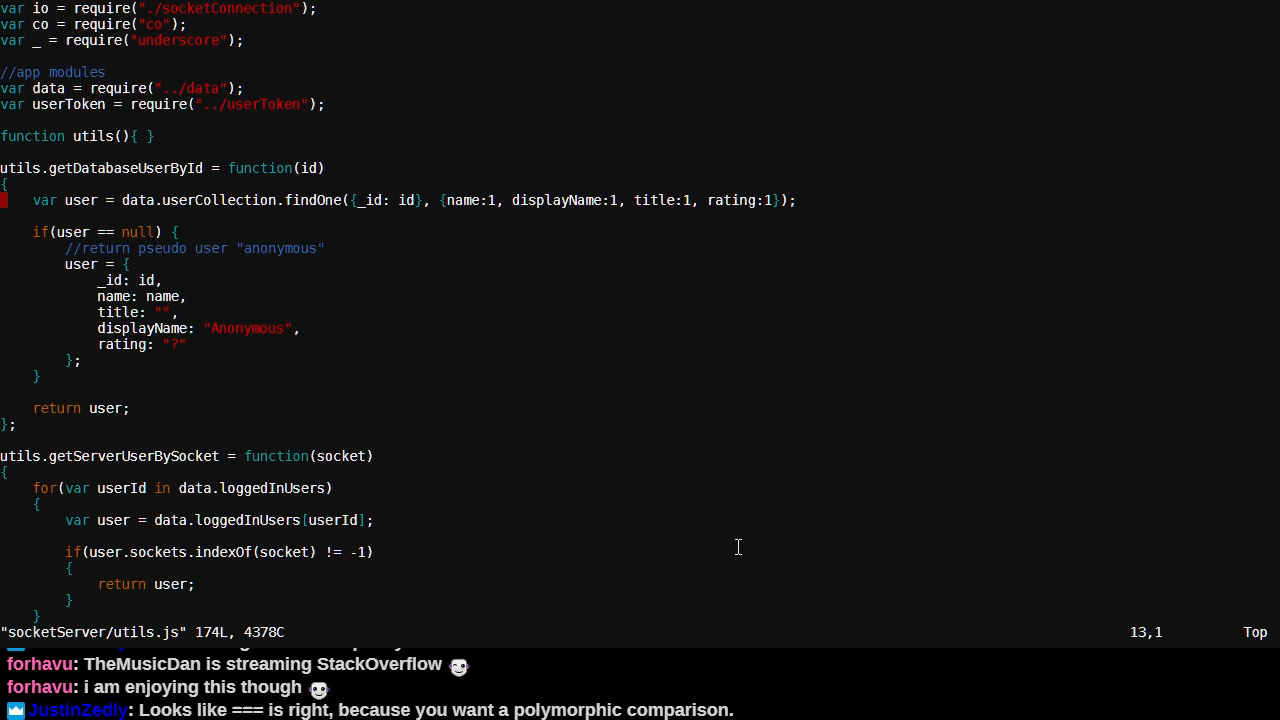 var io = require("./socketConnection");
var co = require("co");
var _ = require("underscore");
//app modules
var data = require("../data");
var userToken = require("../userToken");
function utils(){ }
utils.getDatabaseUserById = function(id)
{
var user = data.userCollection.findOne({_id: id}, {name:1, displayName:1, title:1, rating:1});
if(user == null) {
//return pseudo user "anonymous"
user = {
_id: id,
name: name,
title: "",
displayName: "Anonymous",
rating: "?"
};
}
return user;
};
utils.getServerUserBySocket = function(socket)
{
for(var userId in data.loggedInUsers)
{
var user = data.loggedInUsers[userId];
if(user.sockets.indexOf(socket) != -1)
{
return user;
}
}
"socketServer/utils.js" 174L, 4378C 13,1 Top
forhavu: TheMusicDan is streaming StackOverflow
forhavu: i am enjoying this though
JustinZedly: Looks like === is right, because you want a polymorphic comparison.